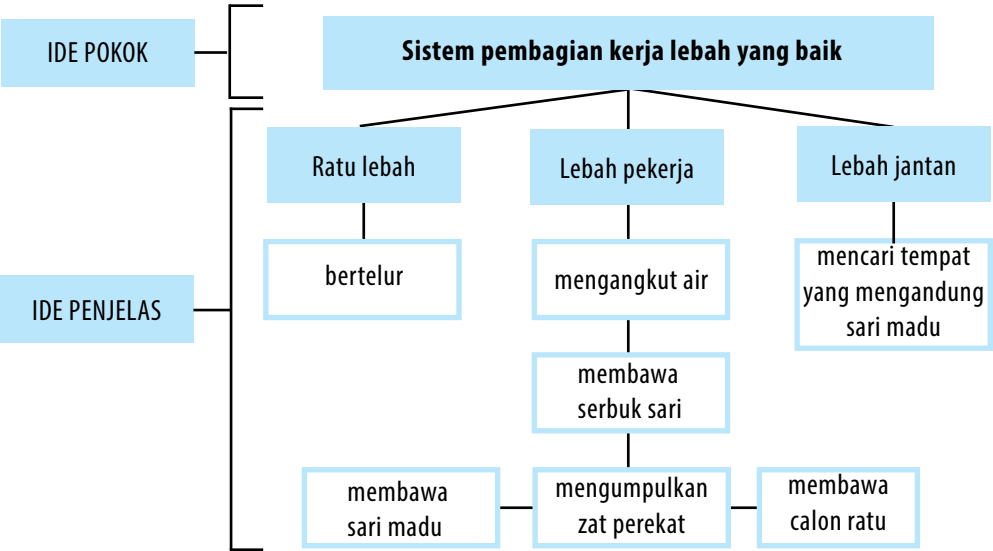 IDE POKOK
Sistem pembagian kerja lebah yang baik
Ratu lebah
Lebah pekerja
Lebah jantan
bertelur
mengangkut air
mencari tempat
yang mengandung
sari madu
IDE PENJELAS
membawa
serbuk sari
membawa
sari madu
mengumpulkan
zat perekat
membawa
calon ratu